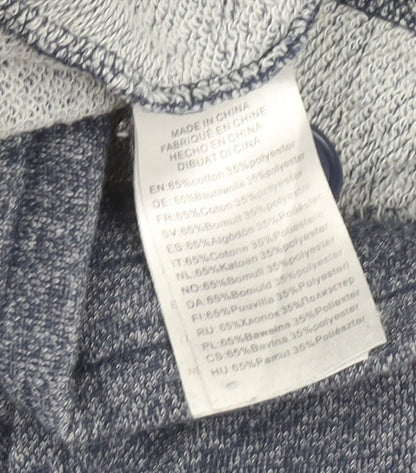 MADE IN CHINA
FABRIQUÉ EN CHINE
HECHO EN CHINA
DIBUAT DI CINA
EN:65%cotton 35%polyester
DE: 65%Baumwolle 35%polyester
FR:65%Coton 35%polyester
SV:65%Bomull 35%polyester
ES:65%Algodon 35%Poliéster
IT:65%Cotone 35%Poliestere
NL:65%Katoen 35%polyester
NO:65%Bomull 35%polyester
DA:65%Bomuld 35%polyester
FI:65%Puuvilla 35%Polyesteri
RU:65%Хлопок 35%Полиэстер
PL:65%Bawełna 35%Poliester
CS:65%Bavlna 35%polyester
HU:65%Pamut 35%Poliészter